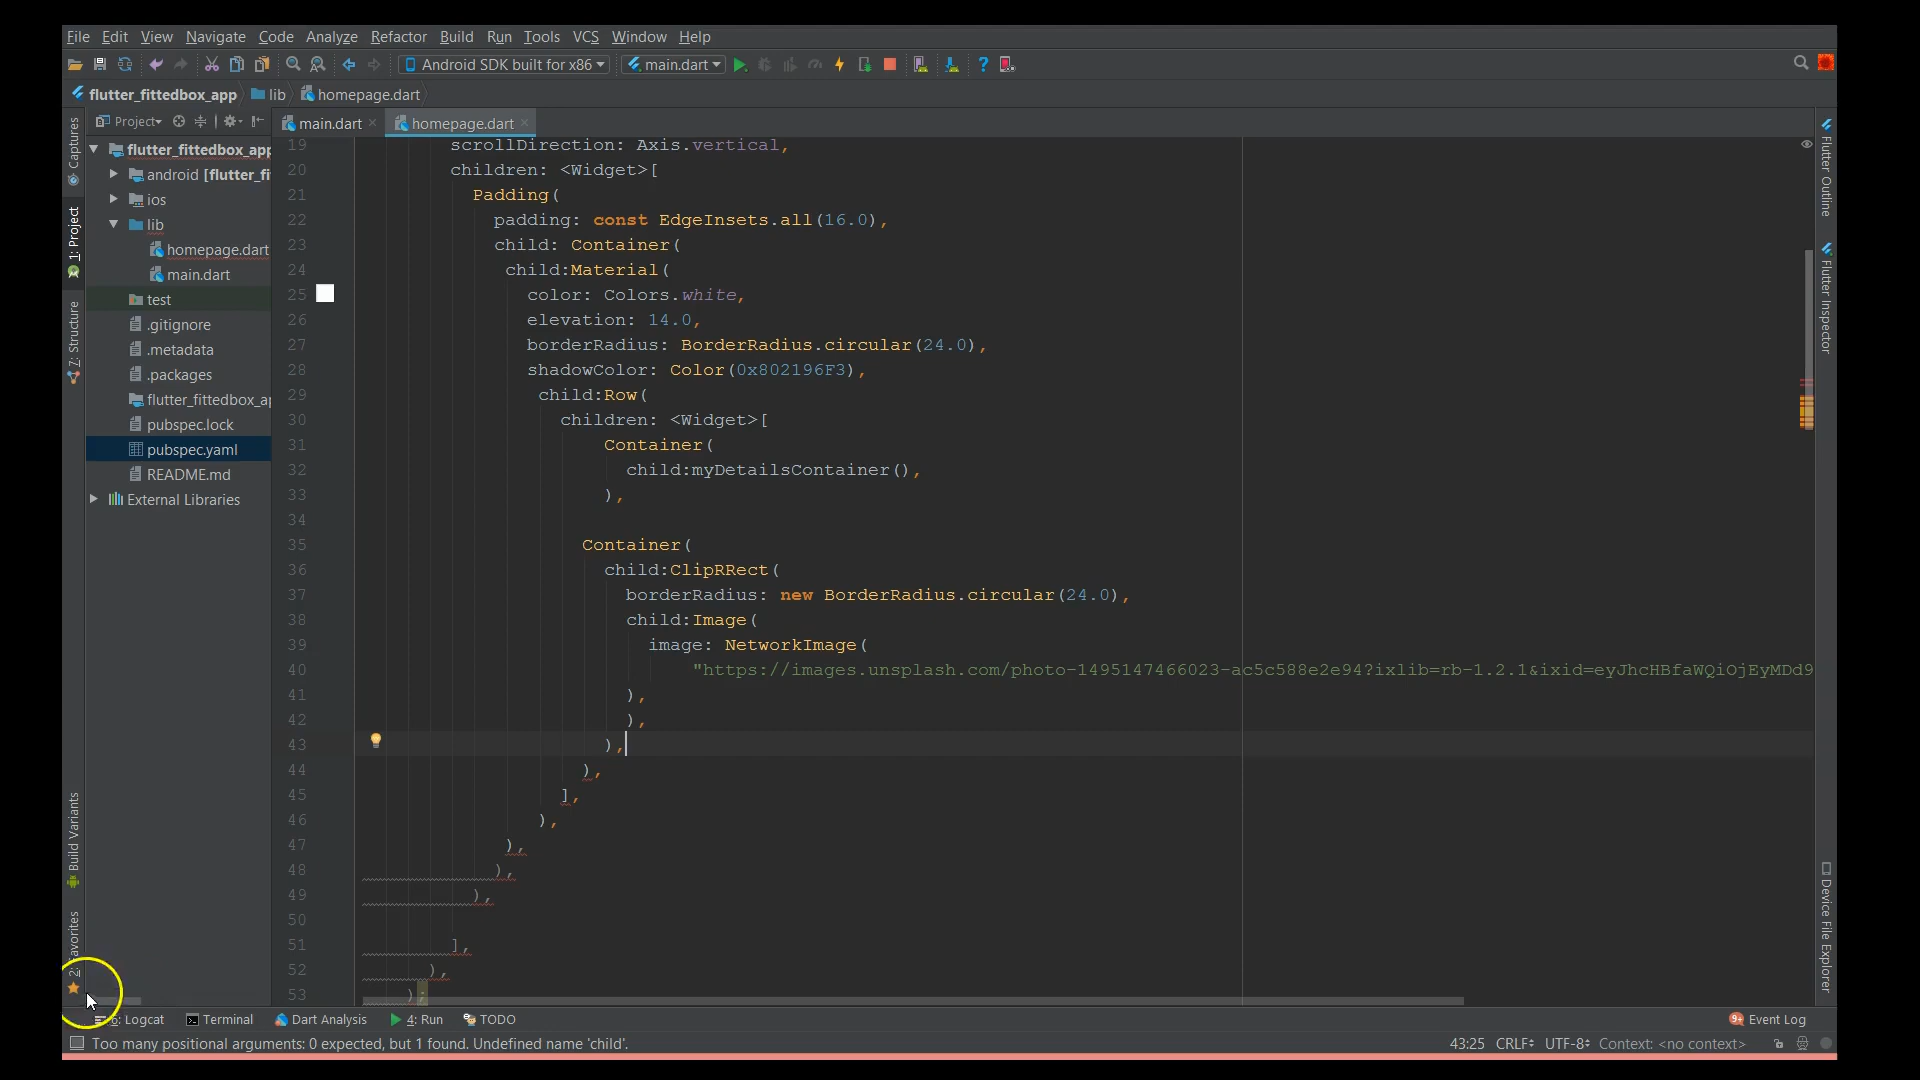 File Edit View Navigate Code Analyze Refactor Build Run Tools VCS Window Help
Android SDK built for x86 main.dart
flutter_fittedbox_app lib homepage.dart
Project main.dart homepage.dart
Captures
1: Project
7: Structure
Build Variants
2: avorites
flutter_fittedbox_app
android [flutter_fi
ios
lib
homepage.dart
main.dart
test
.gitignore
.metadata
.packages
flutter_fittedbox_ap
pubspec.lock
pubspec.yaml
README.md
External Libraries
19 scrollDirection: Axis.vertical,
20 children: <Widget>[
21 Padding(
22 padding: const EdgeInsets.all(16.0),
23 child: Container(
24 child:Material(
25 color: Colors.white,
26 elevation: 14.0,
27 borderRadius: BorderRadius.circular(24.0),
28 shadowColor: Color(0x802196F3),
29 child:Row(
30 children: <Widget>[
31 Container(
32 child:myDetailsContainer(),
33 ),
34
35 Container(
36 child:ClipRRect(
37 borderRadius: new BorderRadius.circular(24.0),
38 child:Image(
39 image: NetworkImage(
40 "https://images.unsplash.com/photo-1495147466023-ac5c588e2e94?ixlib=rb-1.2.1&ixid=eyJhcHBfaWQiOjEyMDd9
41 ),
42 ),
43 ),
44 ),
45 ],
46 ),
47 ),
48 ),
49 ),
50
51 ],
52 ),
53 );
Flutter Outline
Flutter Inspector
Device File Explorer
6: Logcat Terminal Dart Analysis 4: Run TODO 9+ Event Log
Too many positional arguments: 0 expected, but 1 found. Undefined name 'child'. 43:25 CRLF UTF-8 Context: <no context>